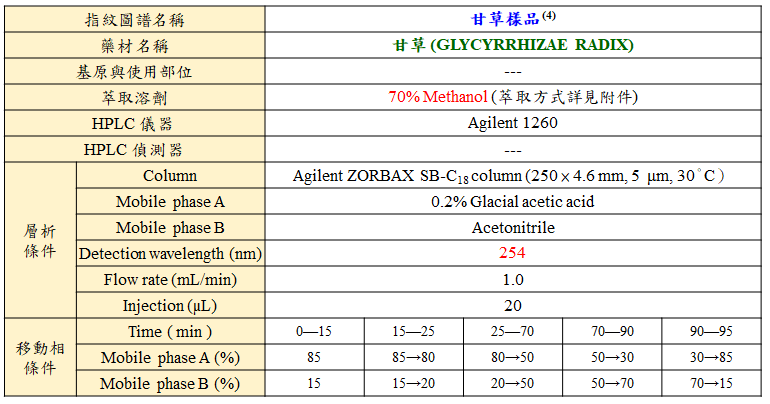 指紋圖譜名稱 甘草樣品(4)
藥材名稱 甘草 (GLYCYRRHIZAE RADIX)
基原與使用部位 ---
萃取溶劑 70% Methanol (萃取方式詳見附件)
HPLC 儀器 Agilent 1260
HPLC 偵測器 ---
層析條件
Column Agilent ZORBAX SB-C18 column (250 x 4.6 mm, 5 μm, 30°C)
Mobile phase A 0.2% Glacial acetic acid
Mobile phase B Acetonitrile
Detection wavelength (nm) 254
Flow rate (mL/min) 1.0
Injection (μL) 20
移動相條件
Time ( min ) 0—15 15—25 25—70 70—90 90—95
Mobile phase A (%) 85 85→80 80→50 50→30 30→85
Mobile phase B (%) 15 15→20 20→50 50→70 70→15